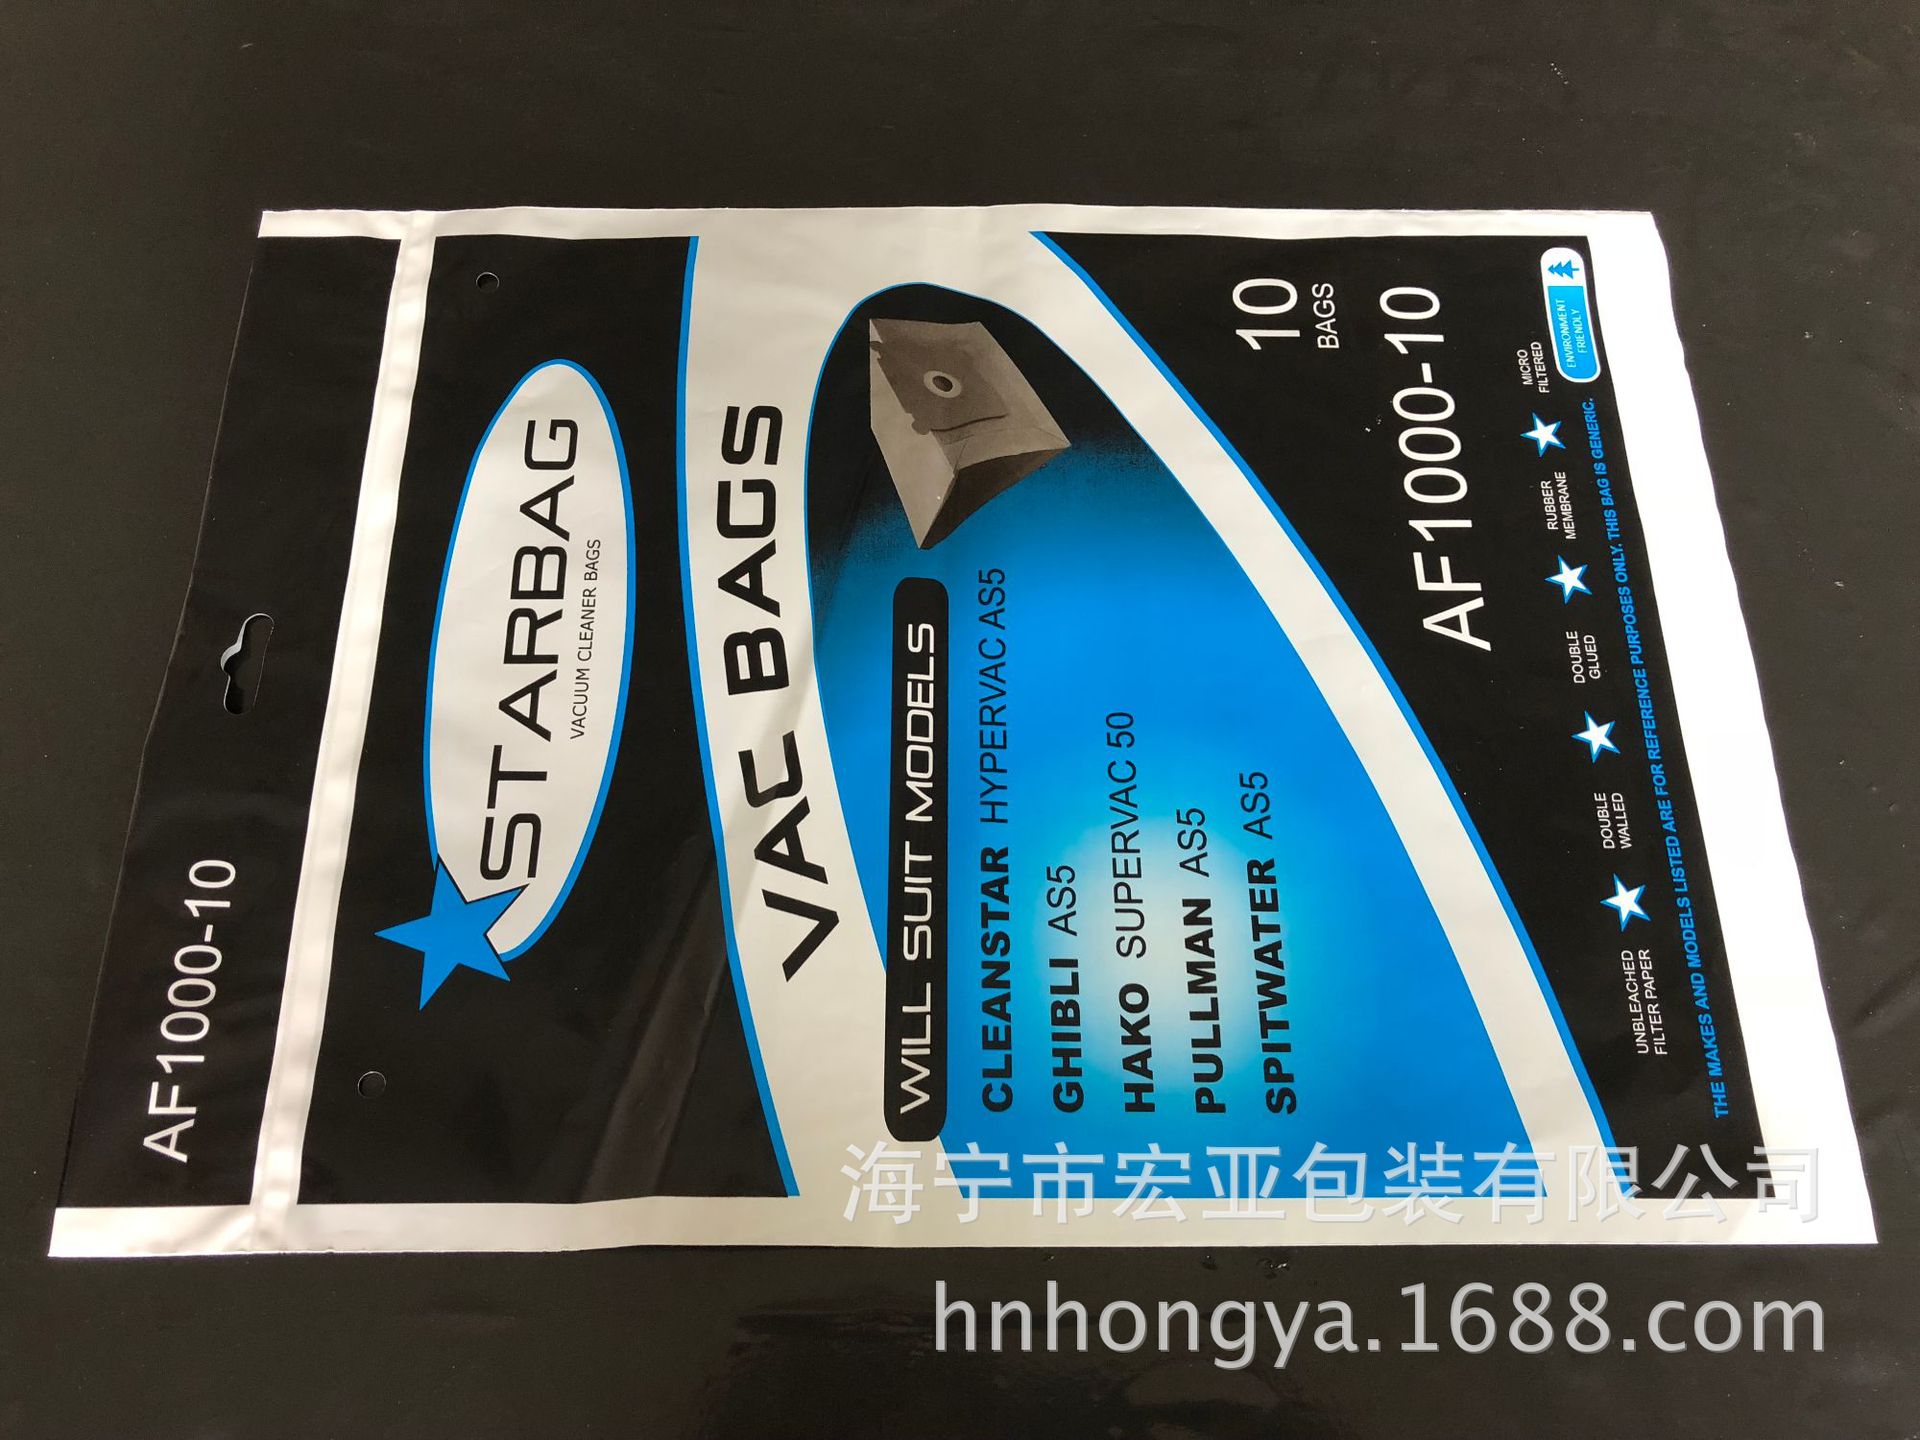 AF1000-10
STARBAG
VACUUM CLEANER BAGS
VAC BAGS
WILL SUIT MODELS
CLEANSTAR HYPERVAC AS5
GHIBLI AS5
HAKO SUPERVAC 50
PULLMAN AS5
SPITWATER AS5
10
BAGS
AF1000-10
UNBLEACHED
FILTER PAPER
DOUBLE
WALLED
DOUBLE
GLUED
RUBBER
MEMBRANE
MICRO
FILTERED
ENVIRONMENT
FRIENDLY
THE MAKES AND MODELS LISTED ARE FOR REFERENCE PURPOSES ONLY. THIS BAG IS GENERIC.
海宁市宏亚包装有限公司
hnhongya.1688.com